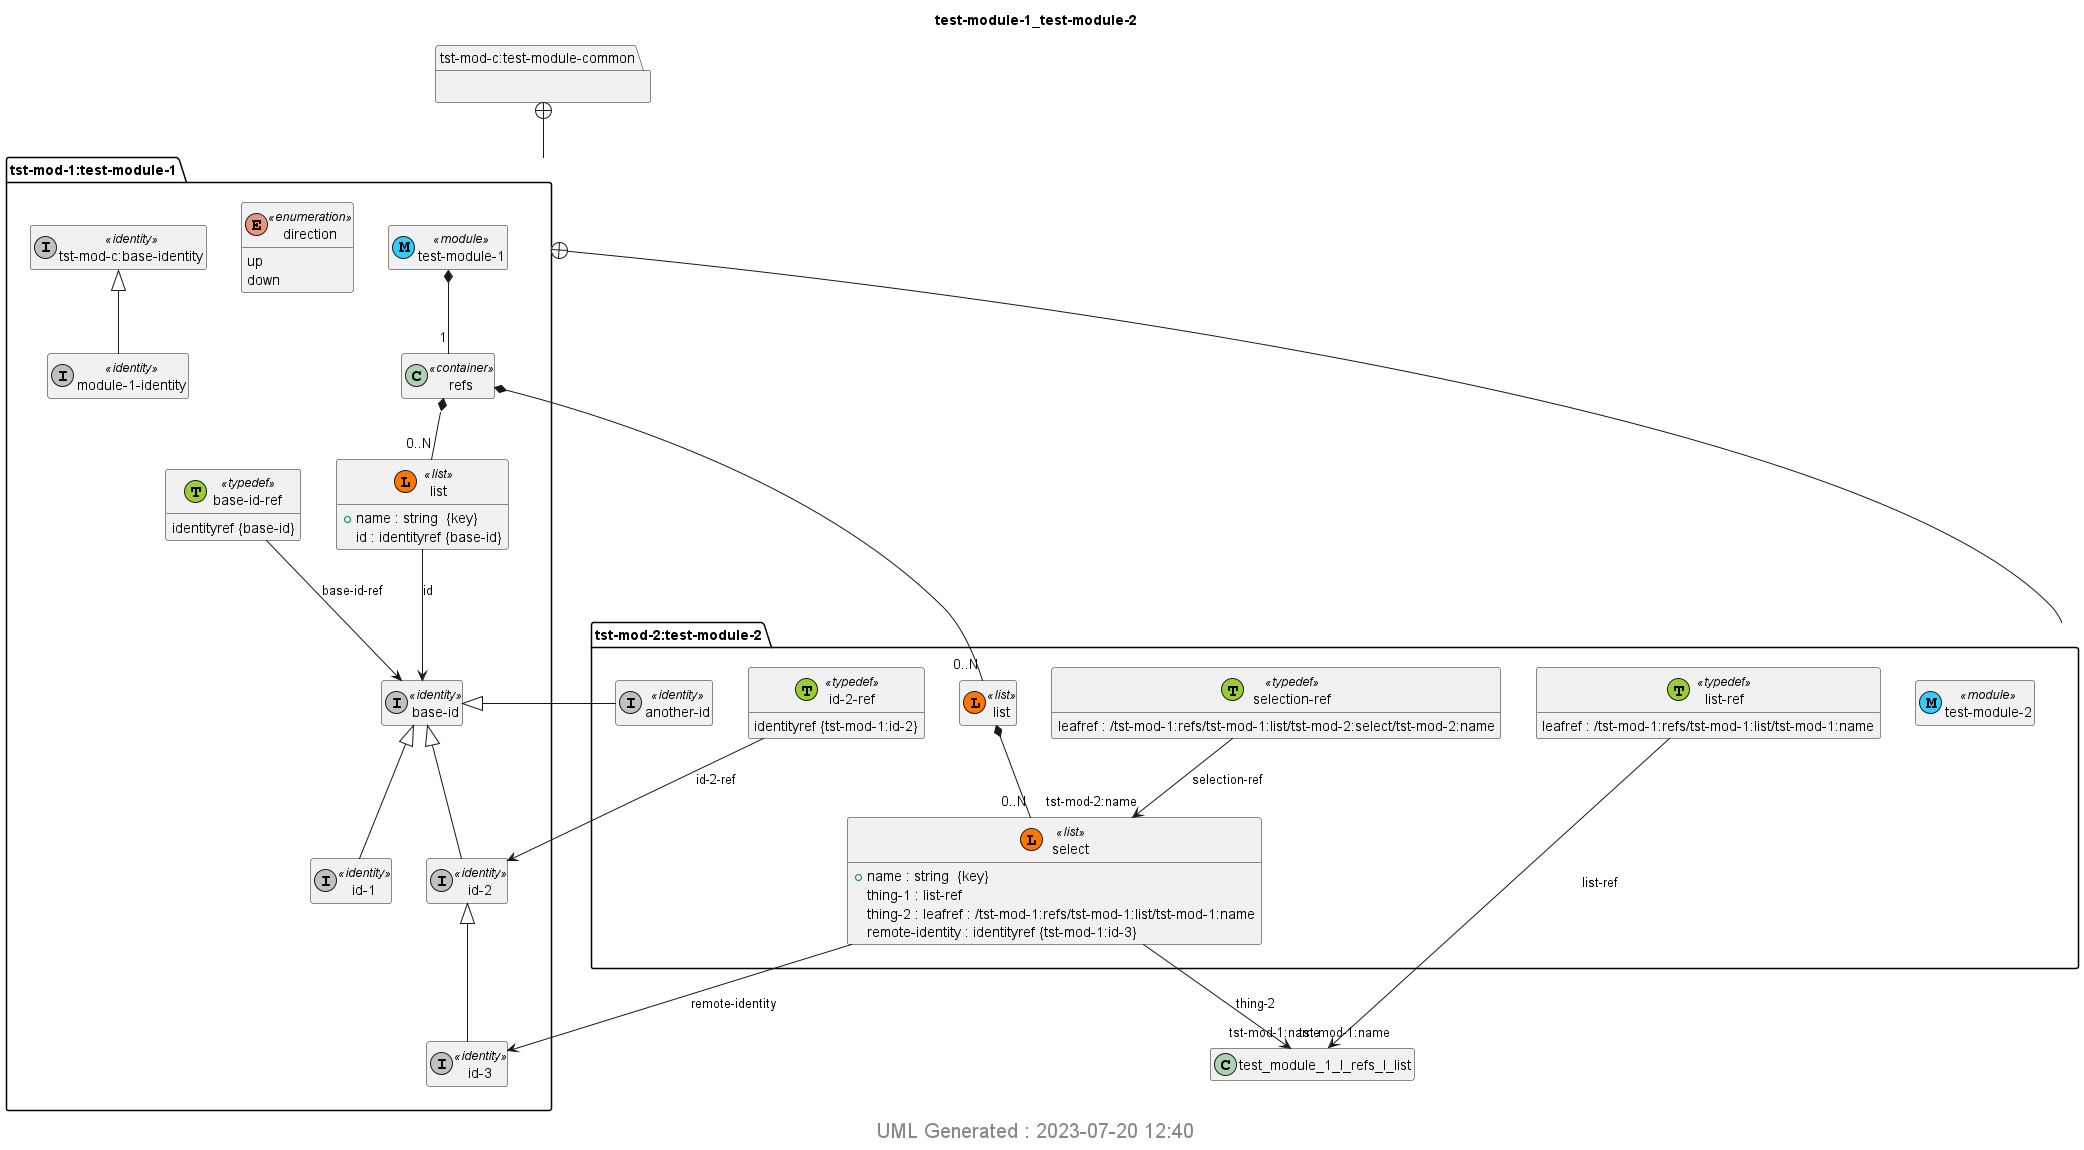 test-module-1_test-module-2
tst-mod-c:test-module-common
tst-mod-1:test-module-1
I
«identity»
tst-mod-c:base-identity
E
«enumeration»
direction
up
down
M
«module»
test-module-1
1
I
«identity»
module-1-identity
C
«container»
refs
0..N
T
«typedef»
base-id-ref
identityref {base-id}
L
«list»
list
name : string  {key}
id : identityref {base-id}
base-id-ref
id
I
«identity»
base-id
I
«identity»
id-1
I
«identity»
id-2
I
«identity»
id-3
tst-mod-2:test-module-2
I
«identity»
another-id
T
«typedef»
id-2-ref
identityref {tst-mod-1:id-2}
0..N
L
«list»
list
T
«typedef»
selection-ref
leafref : /tst-mod-1:refs/tst-mod-1:list/tst-mod-2:select/tst-mod-2:name
T
«typedef»
list-ref
leafref : /tst-mod-1:refs/tst-mod-1:list/tst-mod-1:name
M
«module»
test-module-2
id-2-ref
selection-ref
0..N
tst-mod-2:name
L
«list»
select
name : string  {key}
thing-1 : list-ref
thing-2 : leafref : /tst-mod-1:refs/tst-mod-1:list/tst-mod-1:name
remote-identity : identityref {tst-mod-1:id-3}
list-ref
remote-identity
thing-2
tst-mod-1:name
tst-mod-1:name
C
test_module_1_I_refs_I_list
UML Generated : 2023-07-20 12:40